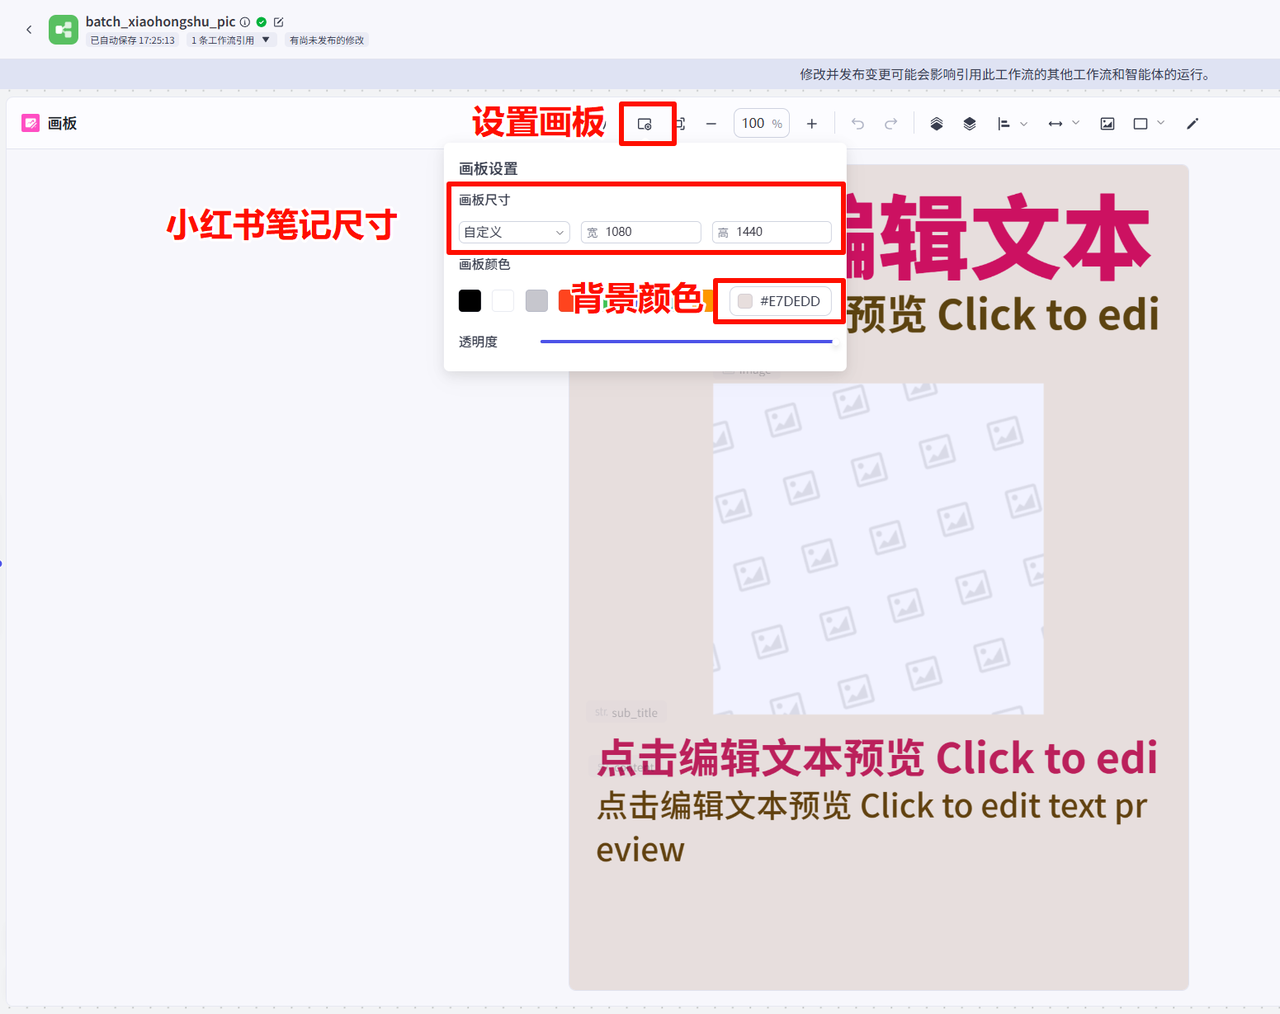 batch_xiaohongshu_pic
已自动保存 17:25:13
1 条工作流引用
有尚未发布的修改
修改并发布变更可能会影响引用此工作流的其他工作流和智能体的运行。
画板
设置画板
100 %
画板设置
画板尺寸
小红书笔记尺寸
自定义
宽 1080
高 1440
画板颜色
背景颜色
#E7DEDD
透明度
编辑文本
预览 Click to edi
image
str. sub_title
点击编辑文本预览 Click to edi
点击编辑文本预览 Click to edit text pr
eview